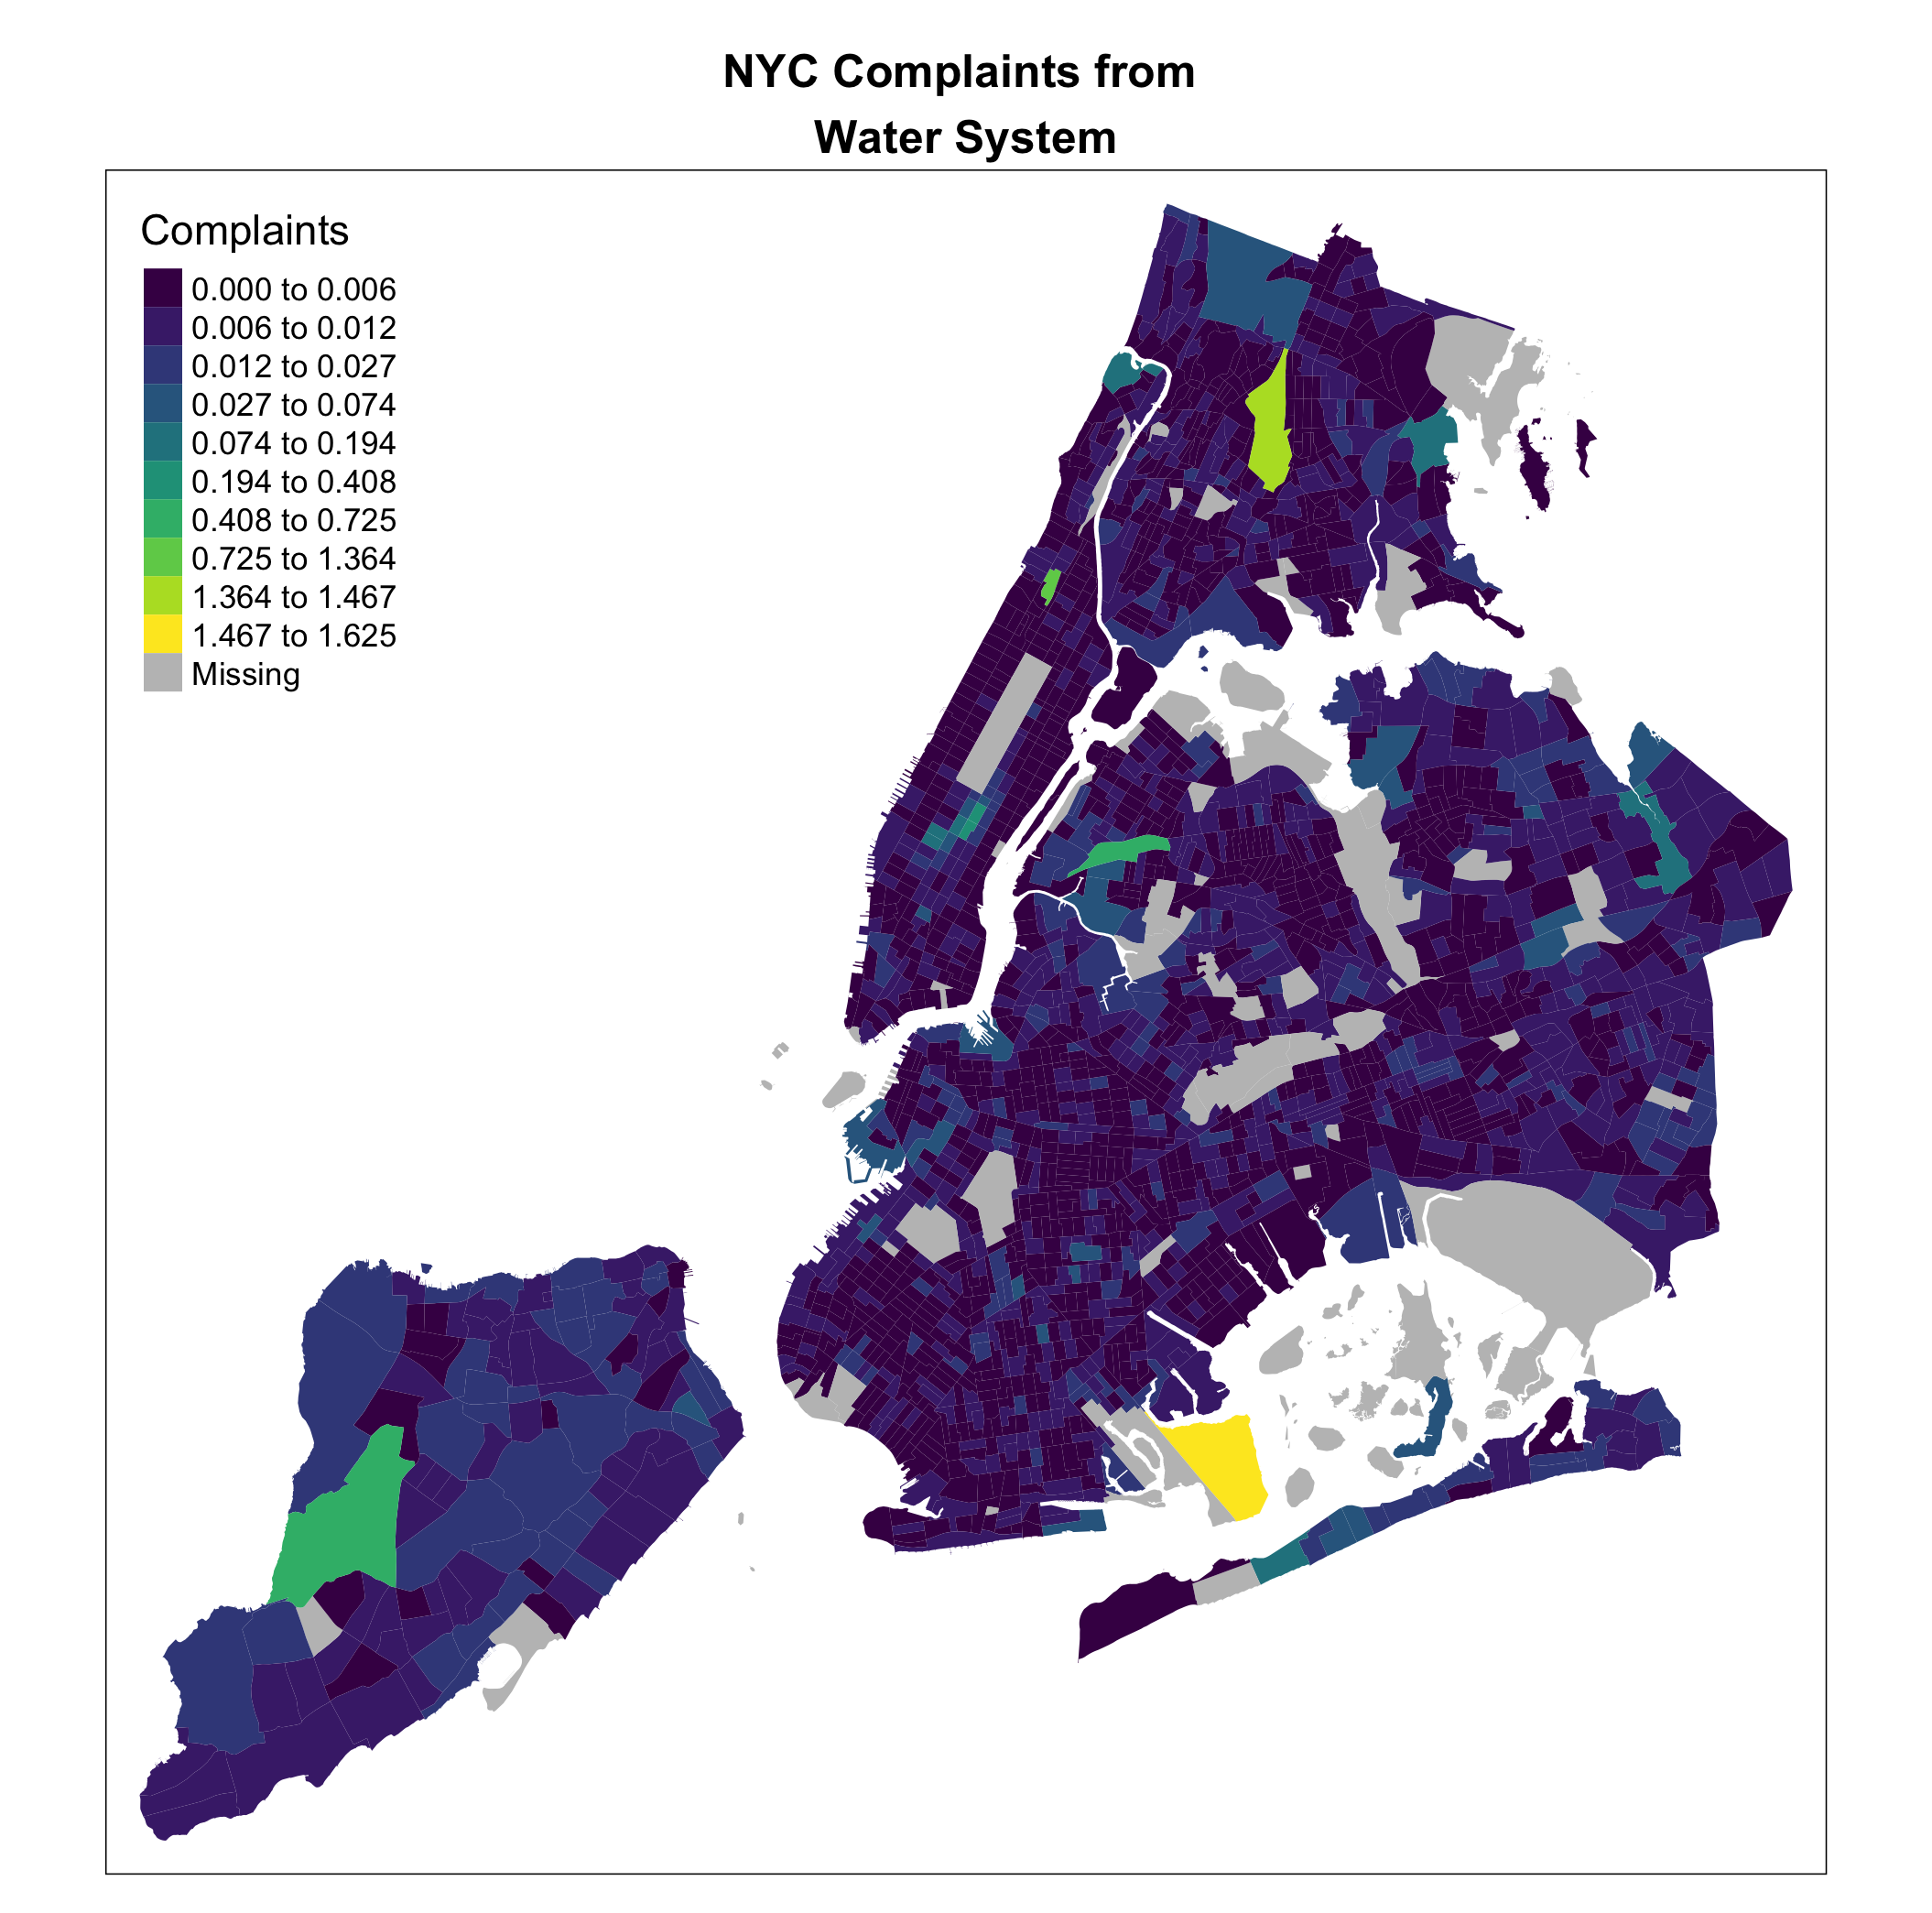 NYC Complaints from
Water System
Complaints
0.000 to 0.006
0.006 to 0.012
0.012 to 0.027
0.027 to 0.074
0.074 to 0.194
0.194 to 0.408
0.408 to 0.725
0.725 to 1.364
1.364 to 1.467
1.467 to 1.625
Missing